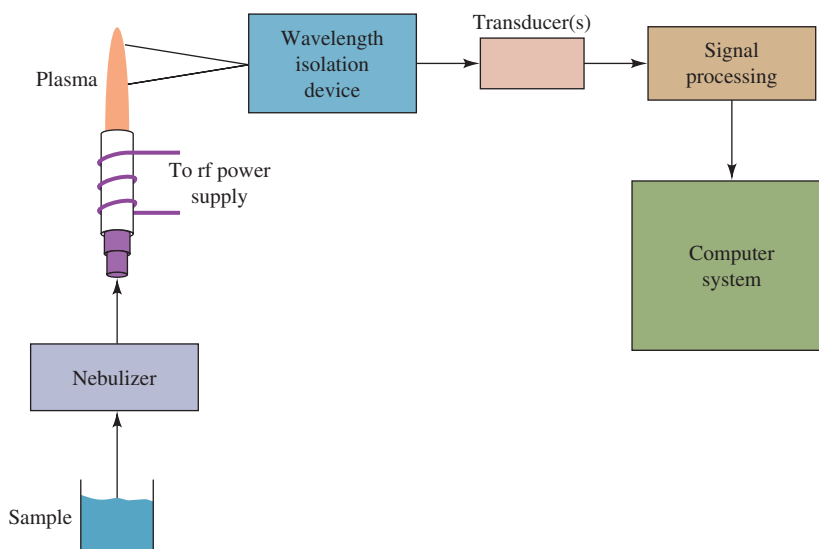 Plasma
Wavelength
isolation
device
Transducer(s)
Signal
processing
To rf power
supply
Computer
system
Nebulizer
Sample